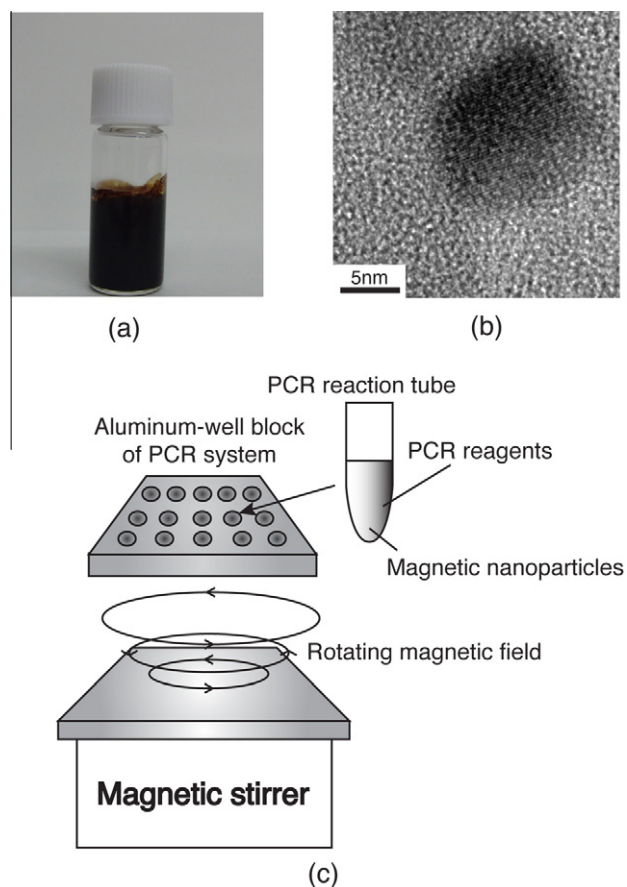 (a)
5nm
(b)
PCR reaction tube
Aluminum-well block
of PCR system
PCR reagents
Magnetic nanoparticles
Rotating magnetic field
Magnetic stirrer
(c)